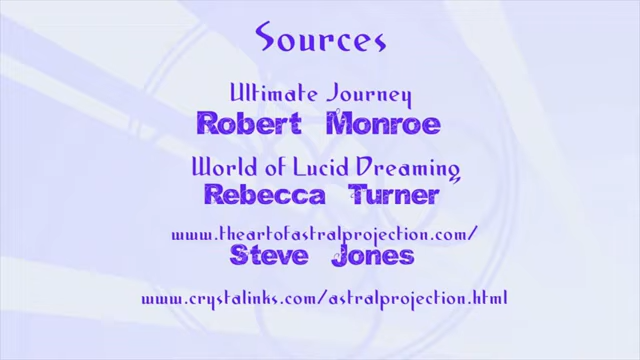 Sources
Ultimate Journey
Robert Monroe
World of Lucid Dreaming
Rebecca Turner
www.theartofastralprojection.com/
Steve Jones
www.crystalinks.com/astralprojection.html